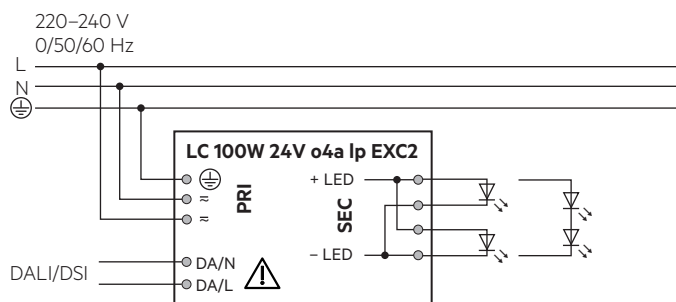 220–240 V
0/50/60 Hz
L
N
LC 100W 24V o4a lp EXC2
PRI
≂
≂
+ LED
SEC
– LED
DALI/DSI
DA/N
DA/L